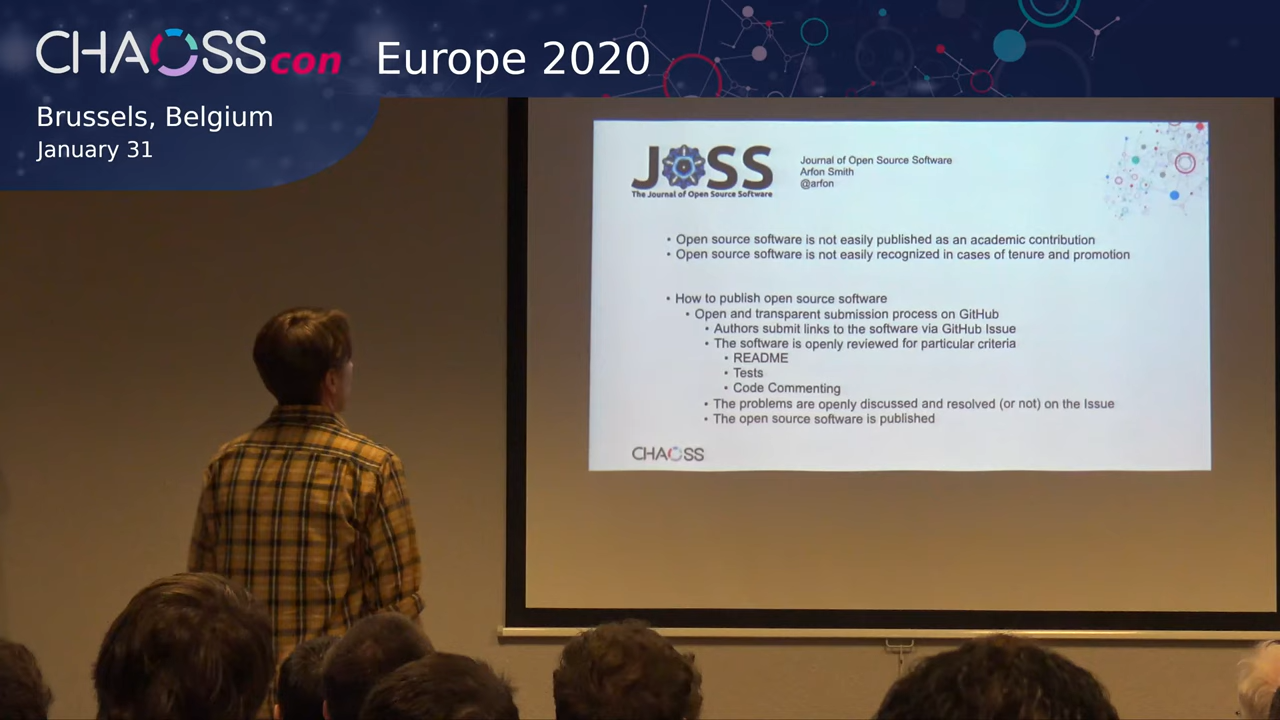 CHAOSScon Europe 2020
Brussels, Belgium
January 31
JOSS
The Journal of Open Source Software
Journal of Open Source Software
Arfon Smith
@arfon
• Open source software is not easily published as an academic contribution
• Open source software is not easily recognized in cases of tenure and promotion
• How to publish open source software
• Open and transparent submission process on GitHub
• Authors submit links to the software via GitHub Issue
• The software is openly reviewed for particular criteria
• README
• Tests
• Code Commenting
• The problems are openly discussed and resolved (or not) on the Issue
• The open source software is published
CHAOSS